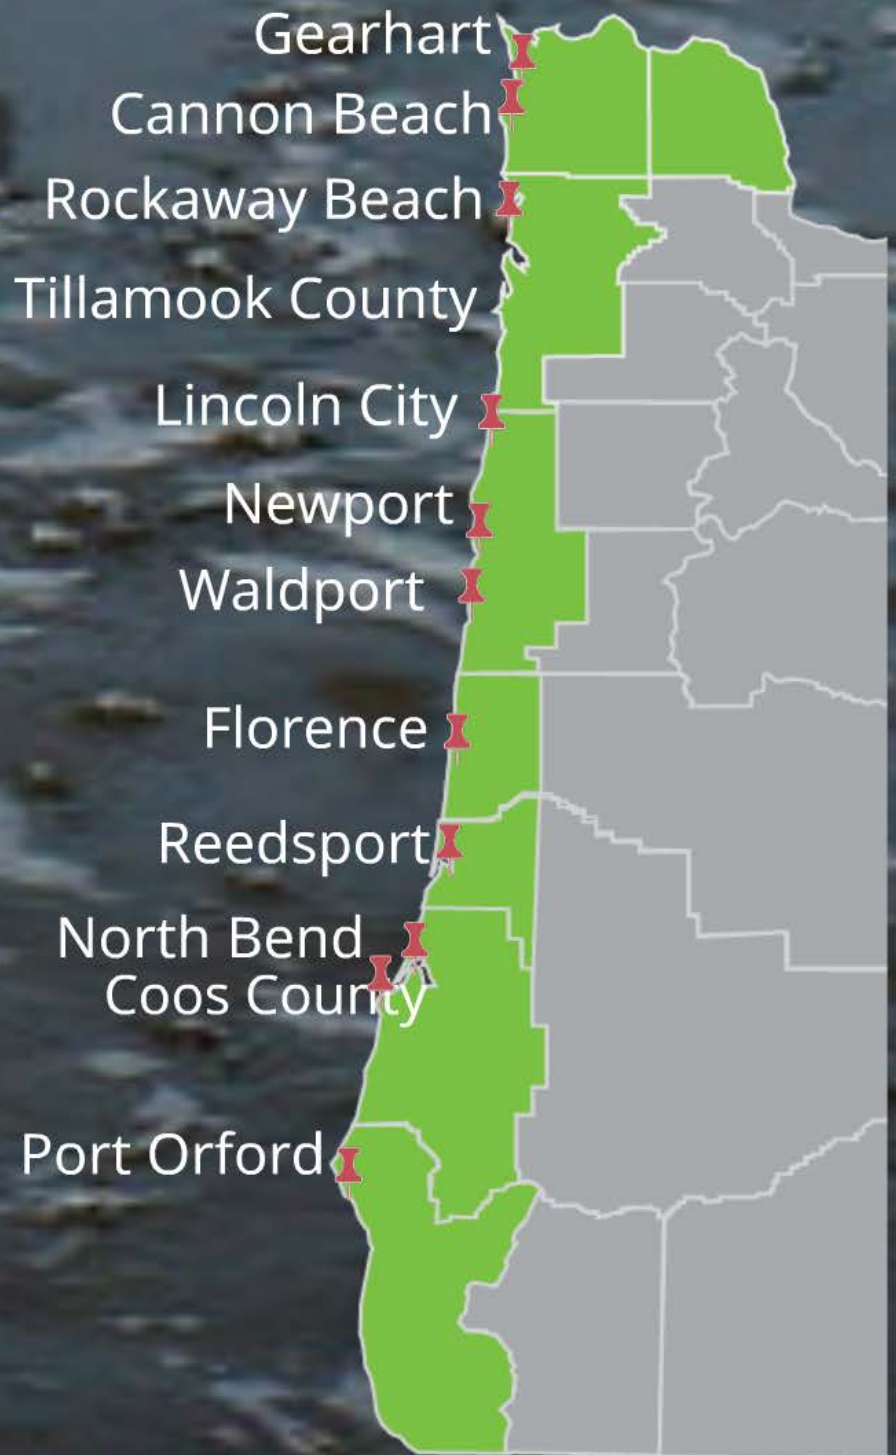 Gearhart
Cannon Beach
Rockaway Beach
Tillamook County
Lincoln City
Newport
Waldport
Florence
Reedsport
North Bend
Coos County
Port Orford